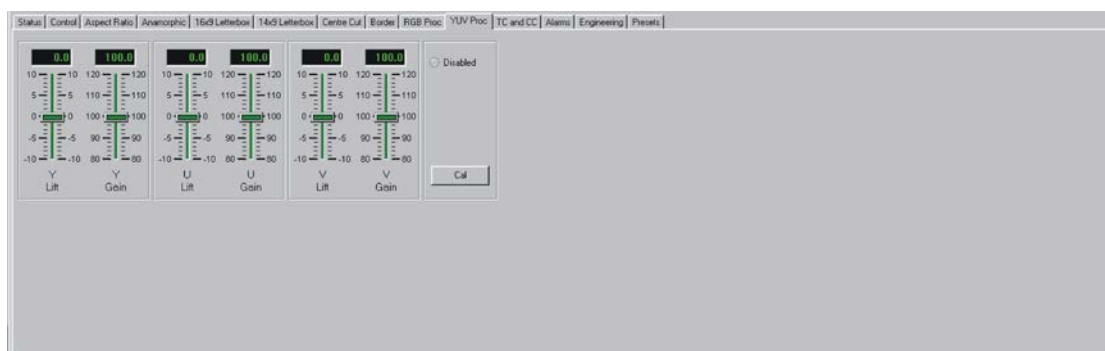 Status Control Aspect Ratio Anamorphic 16x9 Letterbox 14x9 Letterbox Centre Cut Border RGB Proc YUV Proc TC and CC Alarms Engineering Presets
0.0 100.0 0.0 100.0 0.0 100.0 Disabled
10 10 120 120 10 10 120 120 10 10 120 120
5 5 110 110 5 5 110 110 5 5 110 110
0 0 100 100 0 0 100 100 0 0 100 100
-5 -5 90 90 -5 -5 90 90 -5 -5 90 90
-10 -10 80 80 -10 -10 80 80 -10 -10 80 80
Y Y U U V V Cal
Lift Gain Lift Gain Lift Gain